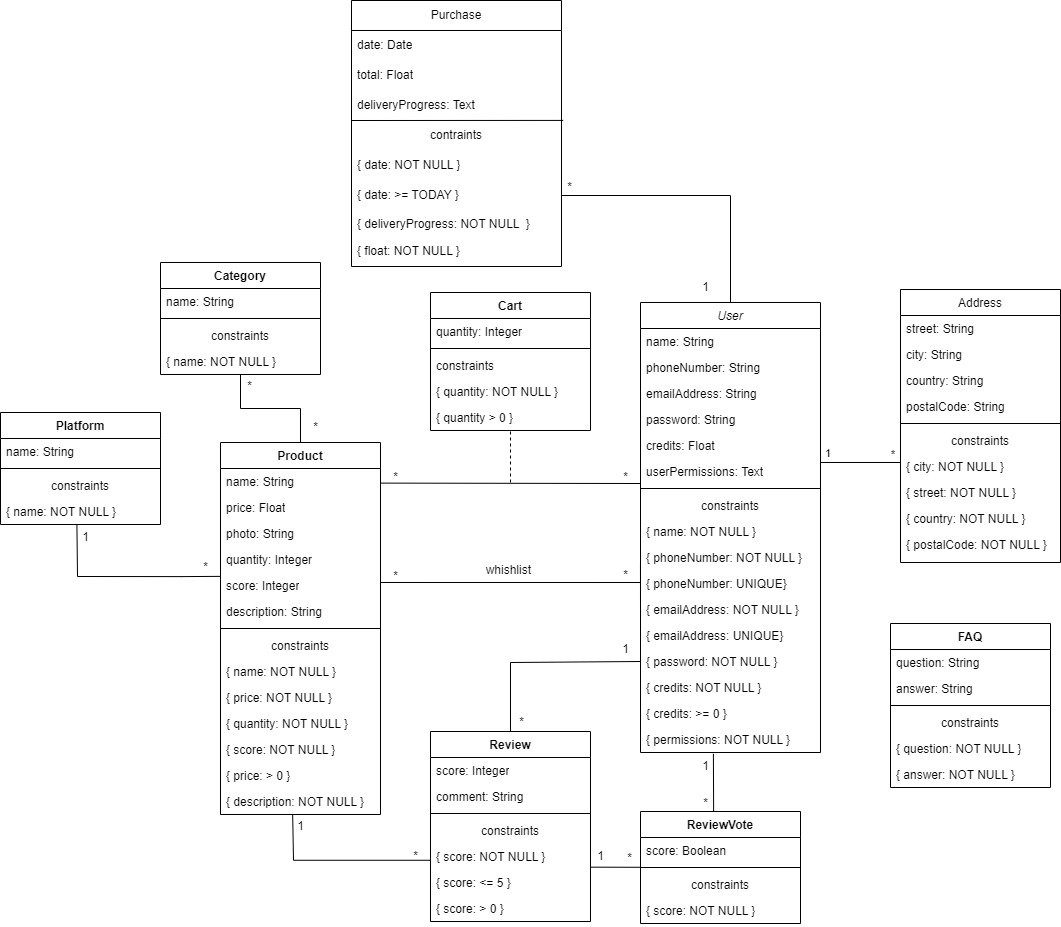 Purchase
date: Date
total: Float
deliveryProgress: Text
contraints
{ date: NOT NULL }
{ date: >= TODAY }
{ deliveryProgress: NOT NULL  }
{ float: NOT NULL }
*
1
Category
name: String
constraints
{ name: NOT NULL }
*
*
Cart
quantity: Integer
constraints
{ quantity: NOT NULL }
{ quantity > 0 }
User
name: String
phoneNumber: String
emailAddress: String
password: String
credits: Float
userPermissions: Text
constraints
{ name: NOT NULL }
{ phoneNumber: NOT NULL }
{ phoneNumber: UNIQUE}
{ emailAddress: NOT NULL }
{ emailAddress: UNIQUE}
{ password: NOT NULL }
{ credits: NOT NULL }
{ credits: >= 0 }
{ permissions: NOT NULL }
1
*
Address
street: String
city: String
country: String
postalCode: String
constraints
{ city: NOT NULL }
{ street: NOT NULL }
{ country: NOT NULL }
{ postalCode: NOT NULL }
Platform
name: String
constraints
{ name: NOT NULL }
1
*
Product
name: String
price: Float
photo: String
quantity: Integer
score: Integer
description: String
constraints
{ name: NOT NULL }
{ price: NOT NULL }
{ quantity: NOT NULL }
{ score: NOT NULL }
{ price: > 0 }
{ description: NOT NULL }
*
*
*
whishlist
*
1
*
1
*
Review
score: Integer
comment: String
constraints
{ score: NOT NULL }
{ score: <= 5 }
{ score: > 0 }
1
*
1
*
ReviewVote
score: Boolean
constraints
{ score: NOT NULL }
FAQ
question: String
answer: String
constraints
{ question: NOT NULL }
{ answer: NOT NULL }